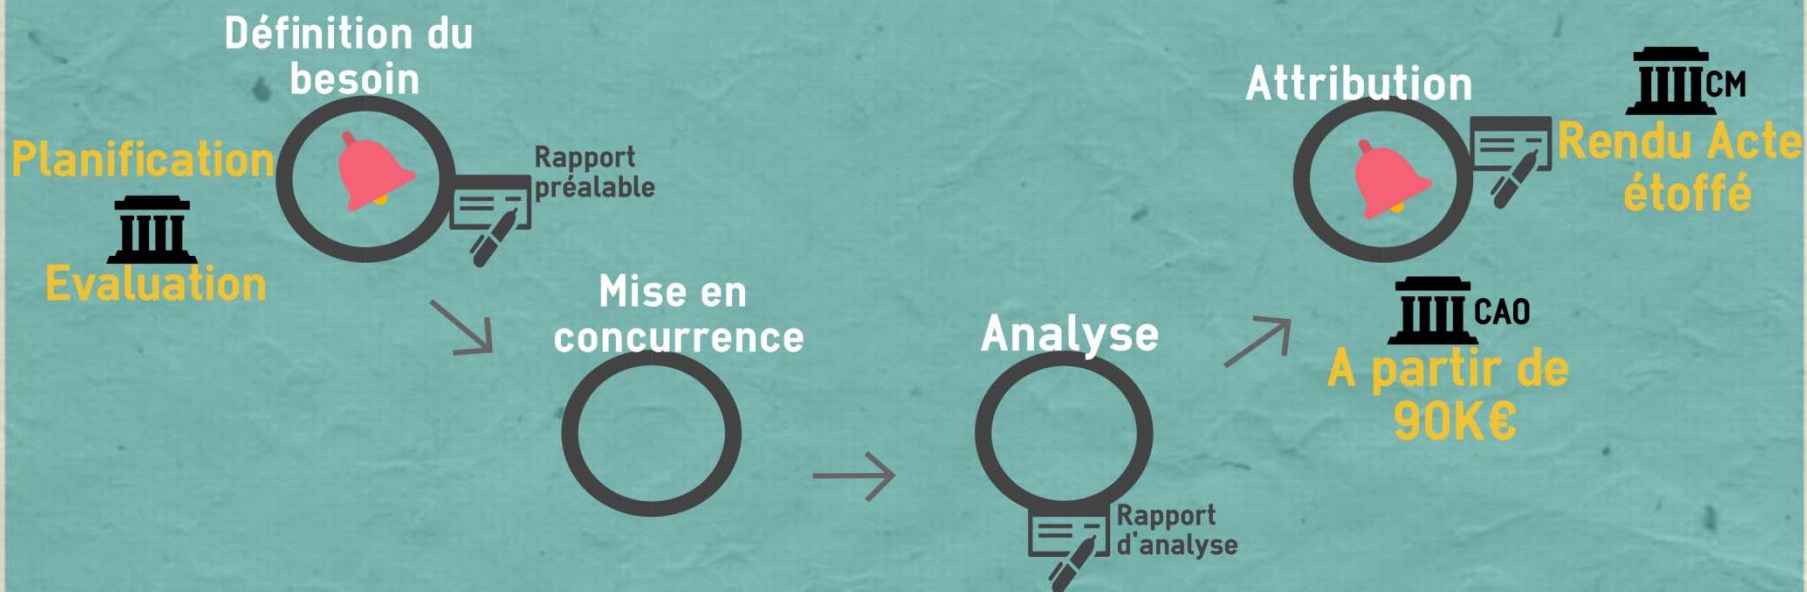 Définition du
besoin
Planification
Evaluation
Rapport
préalable
Mise en
concurrence
Analyse
Rapport
d'analyse
Attribution
CM
Rendu Acte
étoffé
CAO
A partir de
90K€